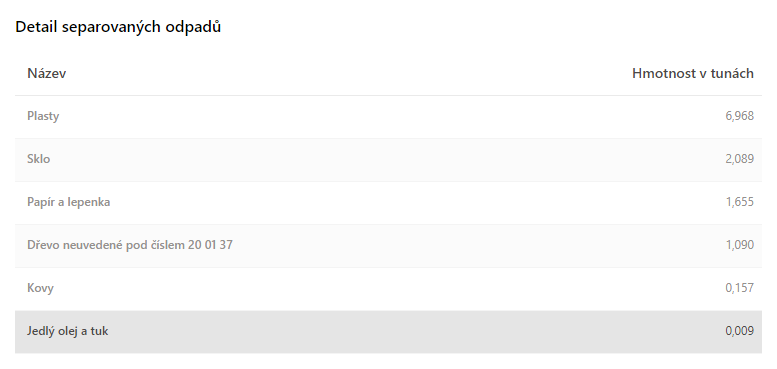 Detail separovaných odpadů
Název Hmotnost v tunách
Plasty 6,968
Sklo 2,089
Papír a lepenka 1,655
Dřevo neuvedené pod číslem 20 01 37 1,090
Kovy 0,157
Jedlý olej a tuk 0,009